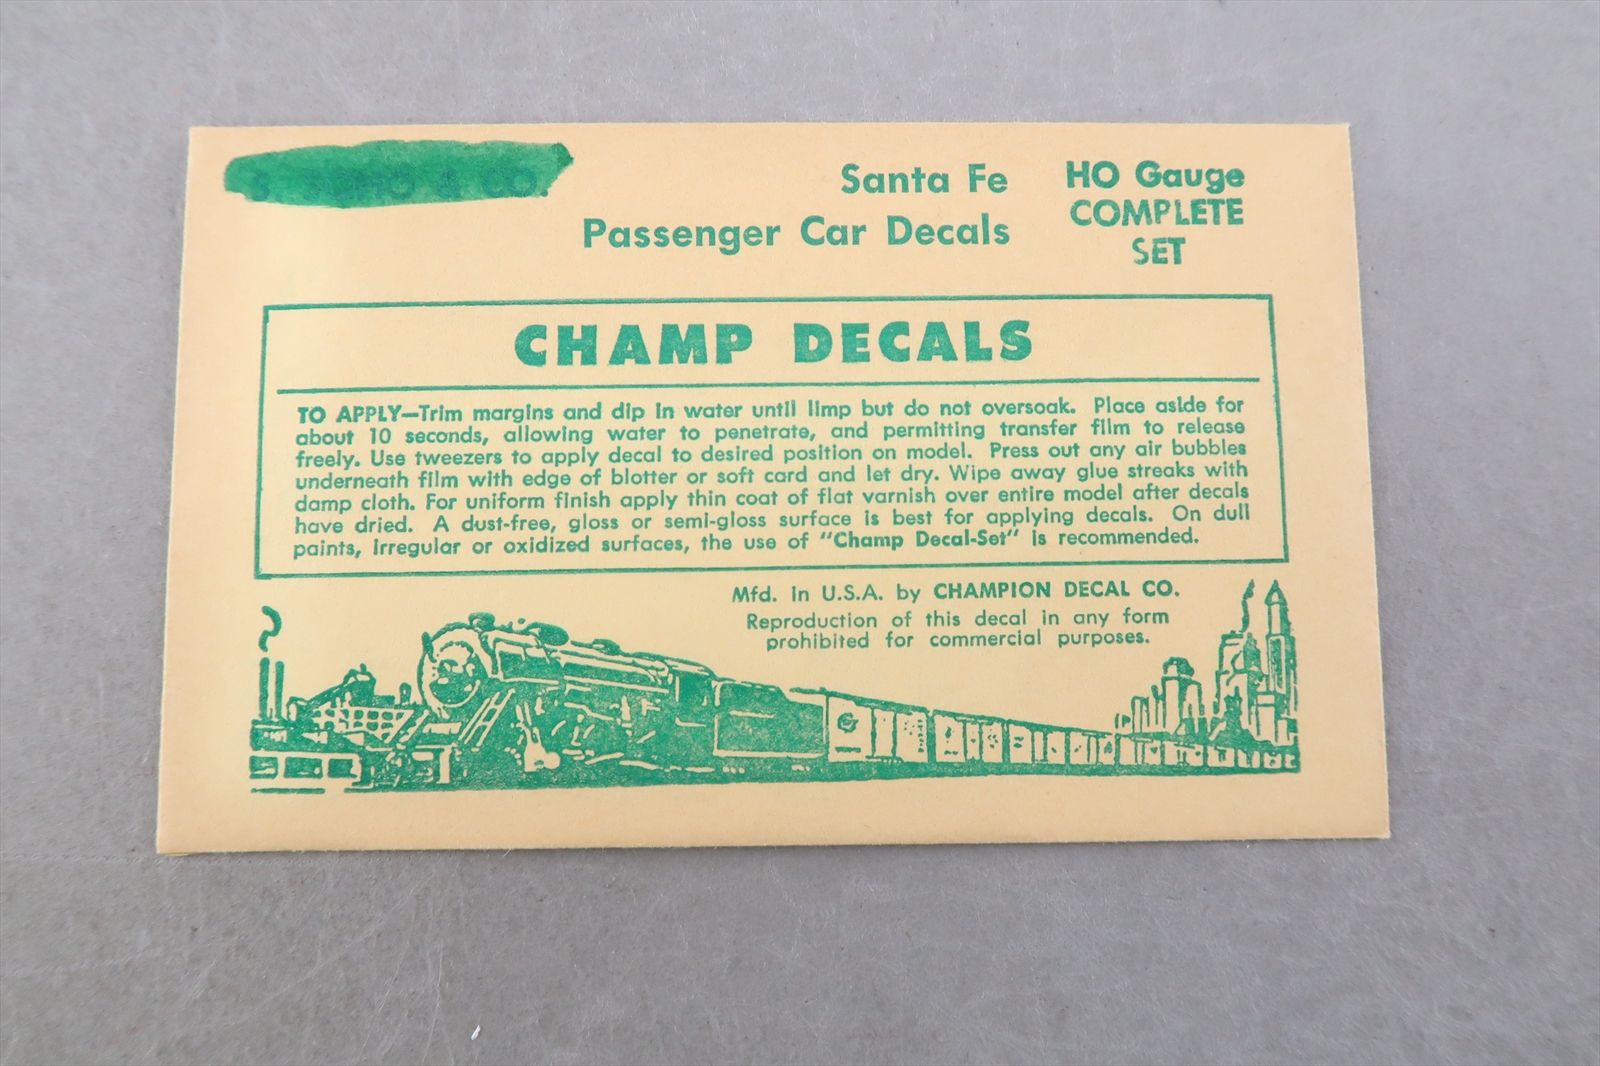 & CO.
Santa Fe
Passenger Car Decals
HO Gauge
COMPLETE
SET
CHAMP DECALS
TO APPLY—Trim margins and dip in water until limp but do not oversoak. Place aside for
about 10 seconds, allowing water to penetrate, and permitting transfer film to release
freely. Use tweezers to apply decal to desired position on model. Press out any air bubbles
underneath film with edge of blotter or soft card and let dry. Wipe away glue streaks with
damp cloth. For uniform finish apply thin coat of flat varnish over entire model after decals
have dried. A dust-free, gloss or semi-gloss surface is best for applying decals. On dull
paints, irregular or oxidized surfaces, the use of "Champ Decal-Set" is recommended.
Mfd. in U.S.A. by CHAMPION DECAL CO.
Reproduction of this decal in any form
prohibited for commercial purposes.